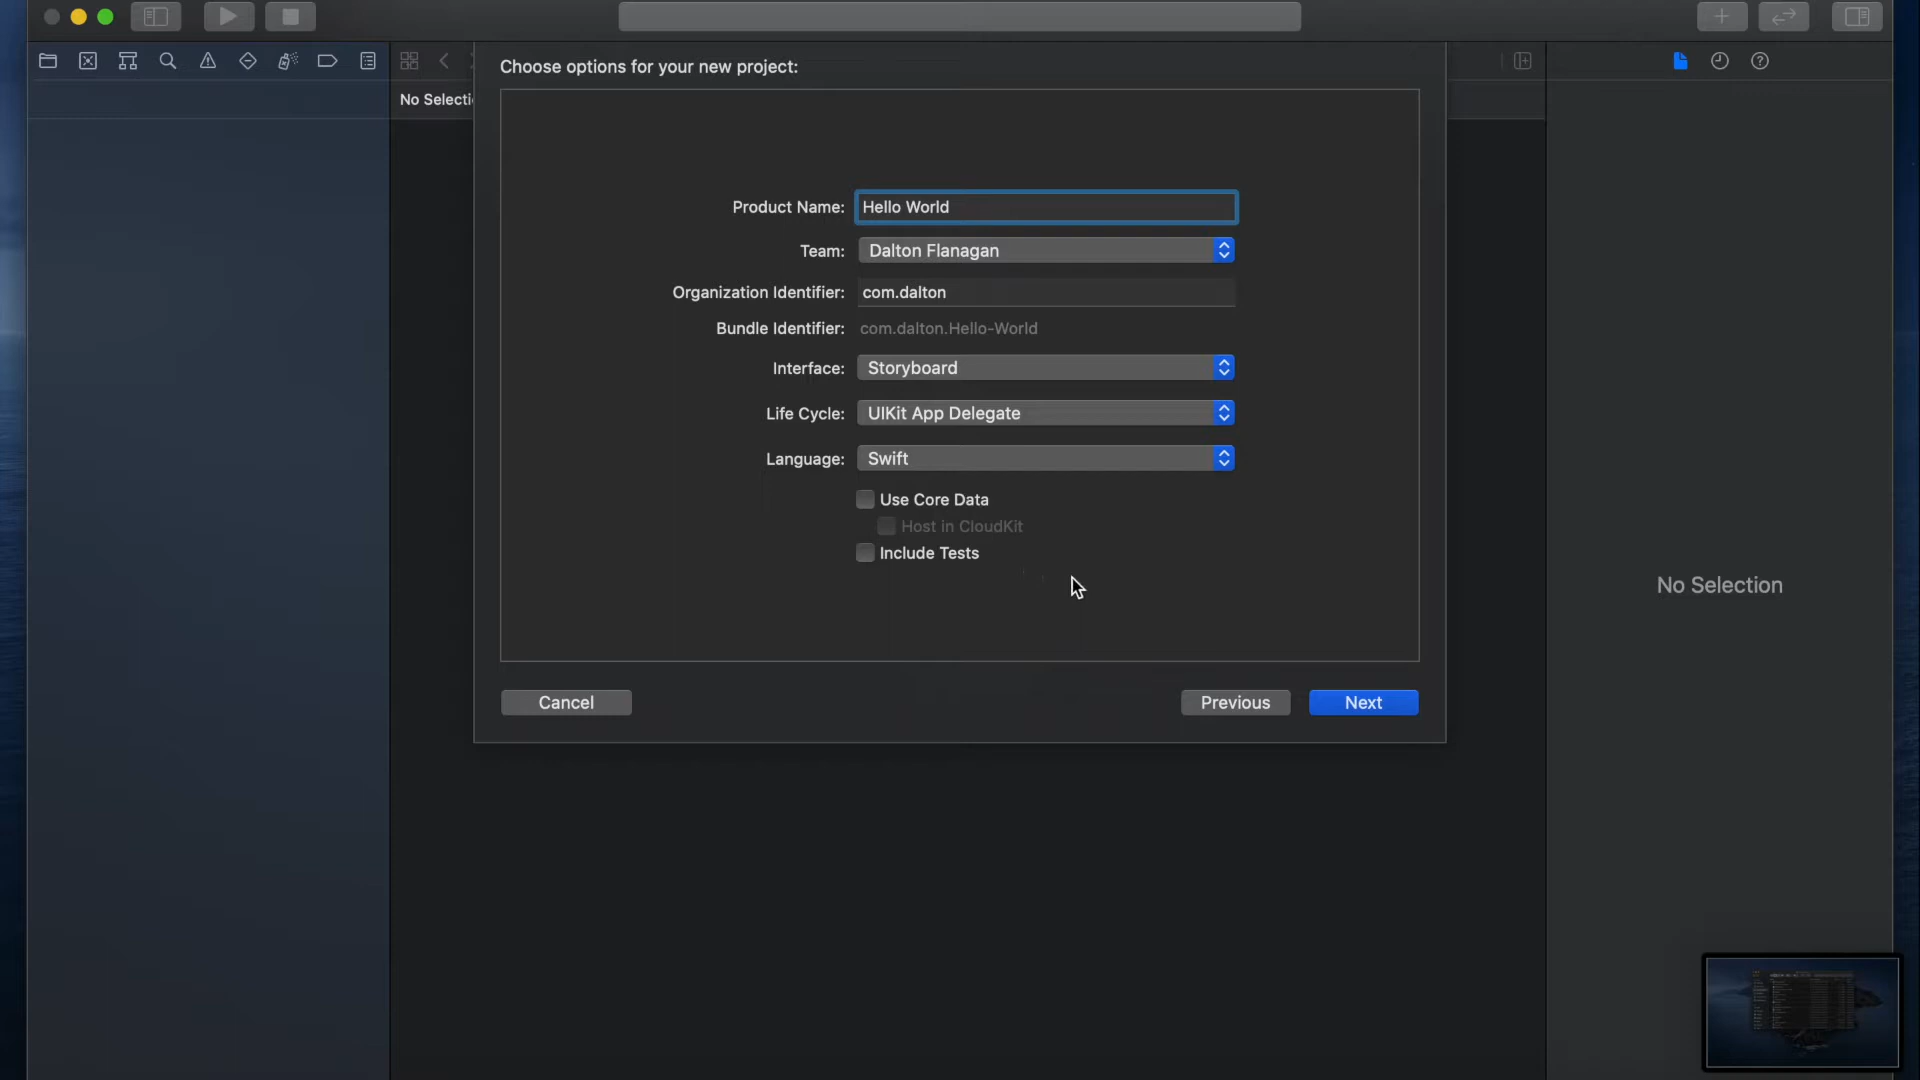 Choose options for your new project:
No Selecti
Product Name: Hello World
Team: Dalton Flanagan
Organization Identifier: com.dalton
Bundle Identifier: com.dalton.Hello-World
Interface: Storyboard
Life Cycle: UIKit App Delegate
Language: Swift
Use Core Data
Host in CloudKit
Include Tests
No Selection
Cancel
Previous
Next